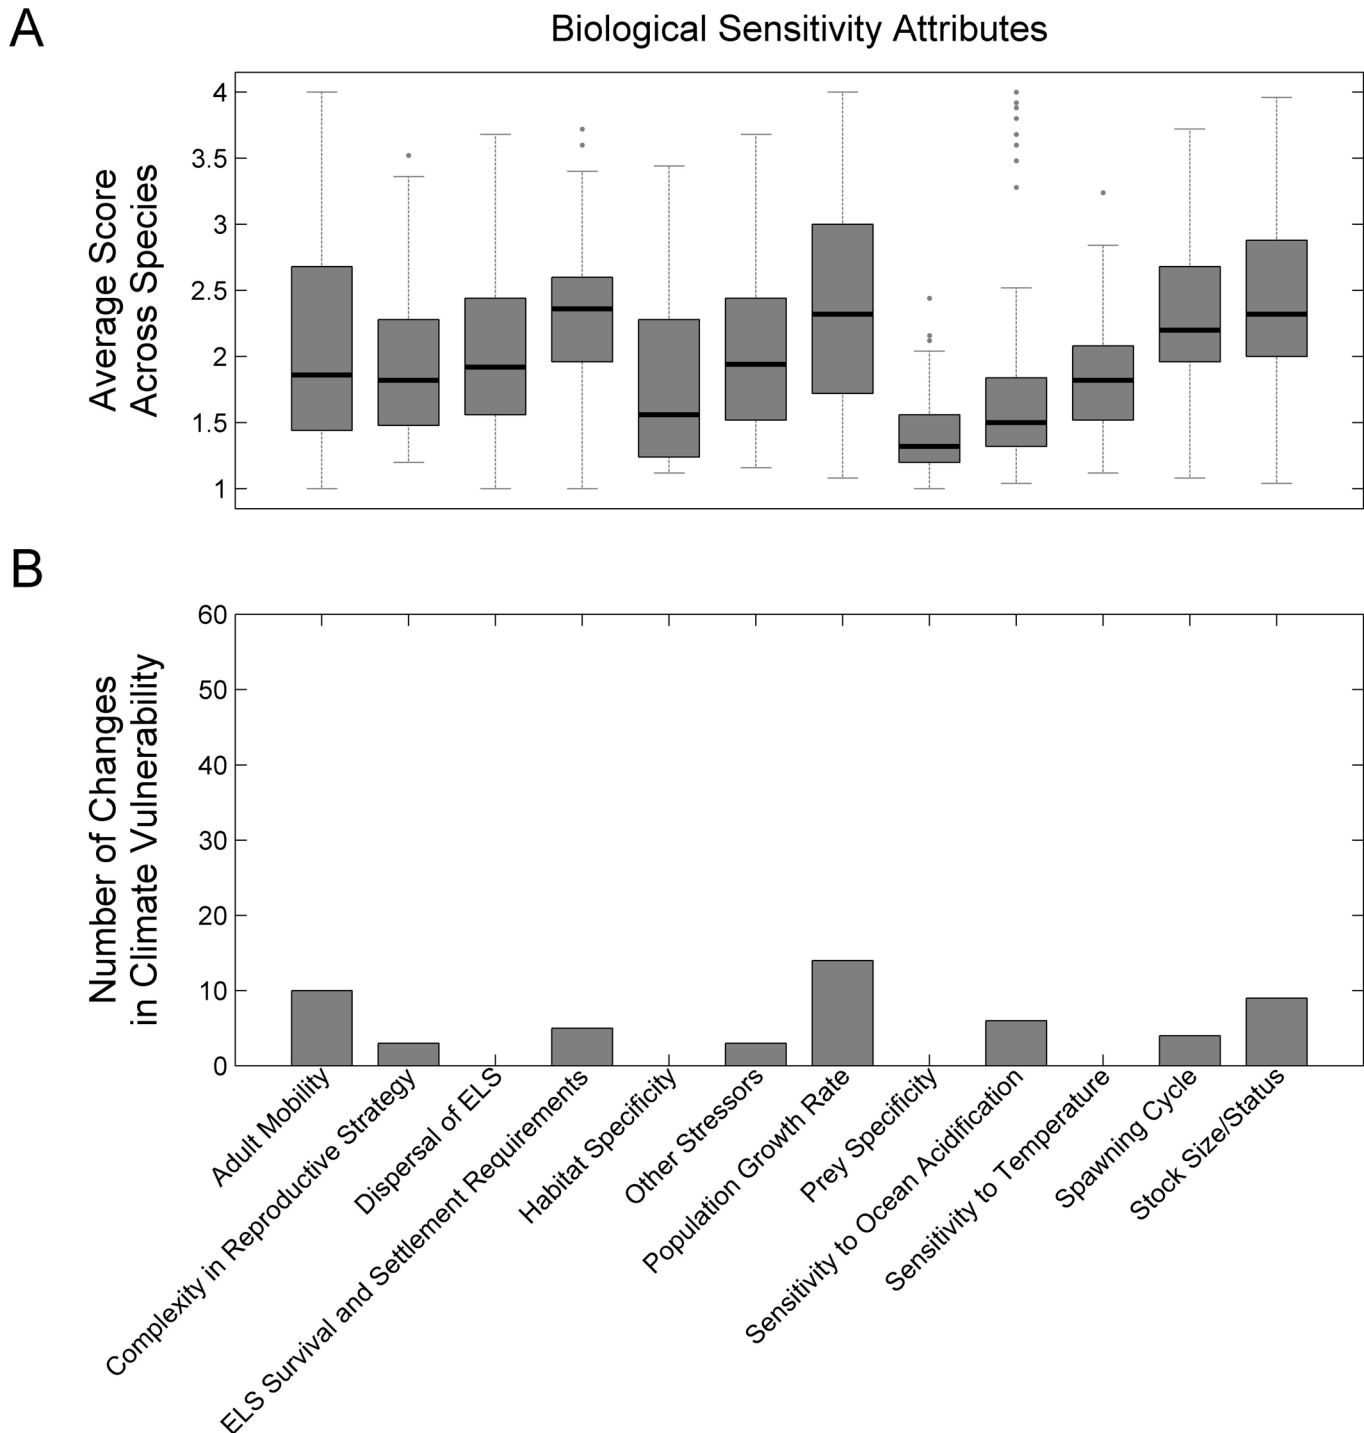 A
Biological Sensitivity Attributes
Average Score
Across Species
4
3.5
3
2.5
2
1.5
1
B
Number of Changes
in Climate Vulnerability
60
50
40
30
20
10
0
Adult Mobility
Complexity in Reproductive Strategy
Dispersal of ELS
ELS Survival and Settlement Requirements
Habitat Specificity
Other Stressors
Population Growth Rate
Prey Specificity
Sensitivity to Ocean Acidification
Sensitivity to Temperature
Spawning Cycle
Stock Size/Status